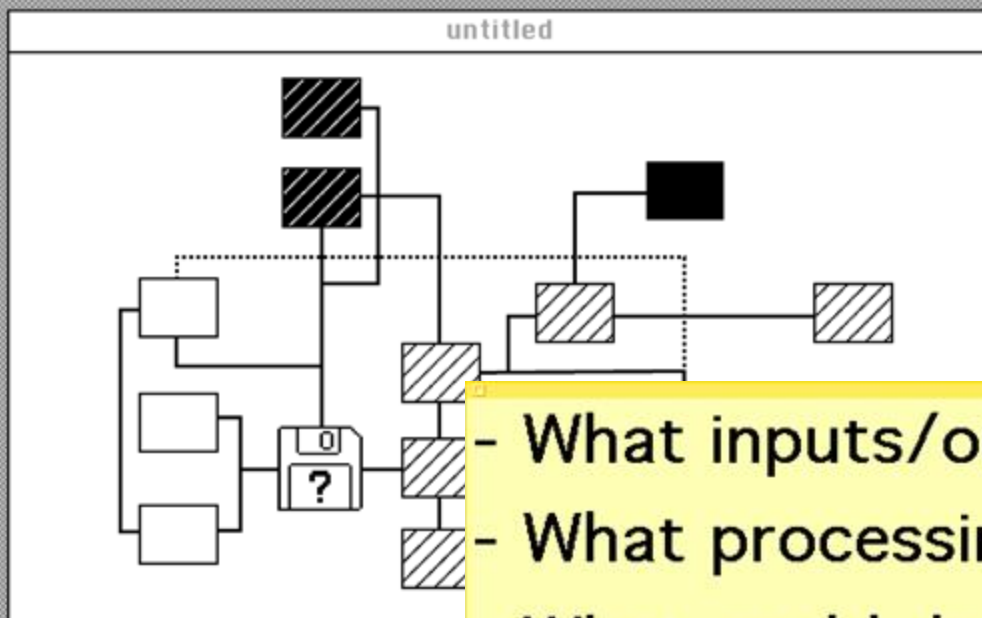 untitled
?
- What inputs/o
- What processi